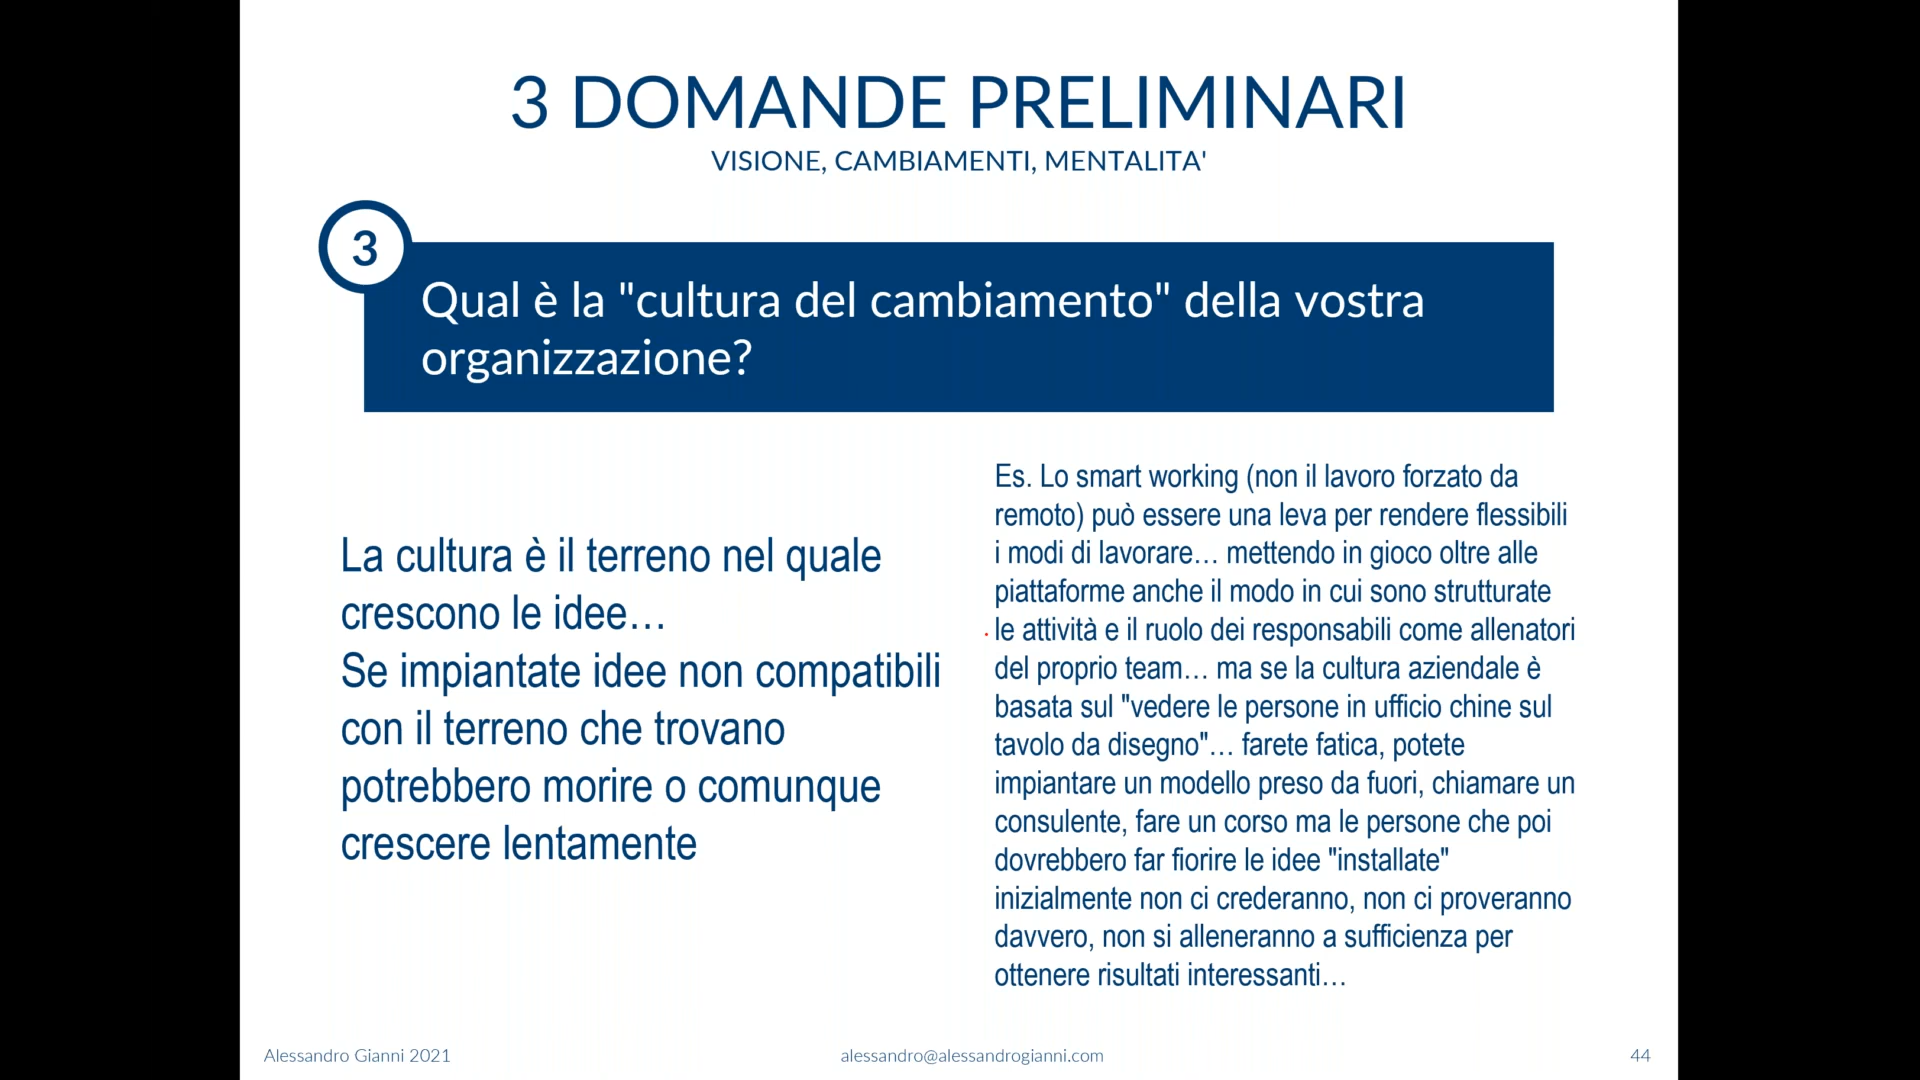 3 DOMANDE PRELIMINARI
VISIONE, CAMBIAMENTI, MENTALITA'
3
Qual è la "cultura del cambiamento" della vostra
organizzazione?
La cultura è il terreno nel quale
crescono le idee…
Se impiantate idee non compatibili
con il terreno che trovano
potrebbero morire o comunque
crescere lentamente
Es. Lo smart working (non il lavoro forzato da
remoto) può essere una leva per rendere flessibili
i modi di lavorare… mettendo in gioco oltre alle
piattaforme anche il modo in cui sono strutturate
le attività e il ruolo dei responsabili come allenatori
del proprio team… ma se la cultura aziendale è
basata sul "vedere le persone in ufficio chine sul
tavolo da disegno"… farete fatica, potete
impiantare un modello preso da fuori, chiamare un
consulente, fare un corso ma le persone che poi
dovrebbero far fiorire le idee "installate"
inizialmente non ci crederanno, non ci proveranno
davvero, non si alleneranno a sufficienza per
ottenere risultati interessanti…
Alessandro Gianni 2021
alessandro@alessandrogianni.com
44